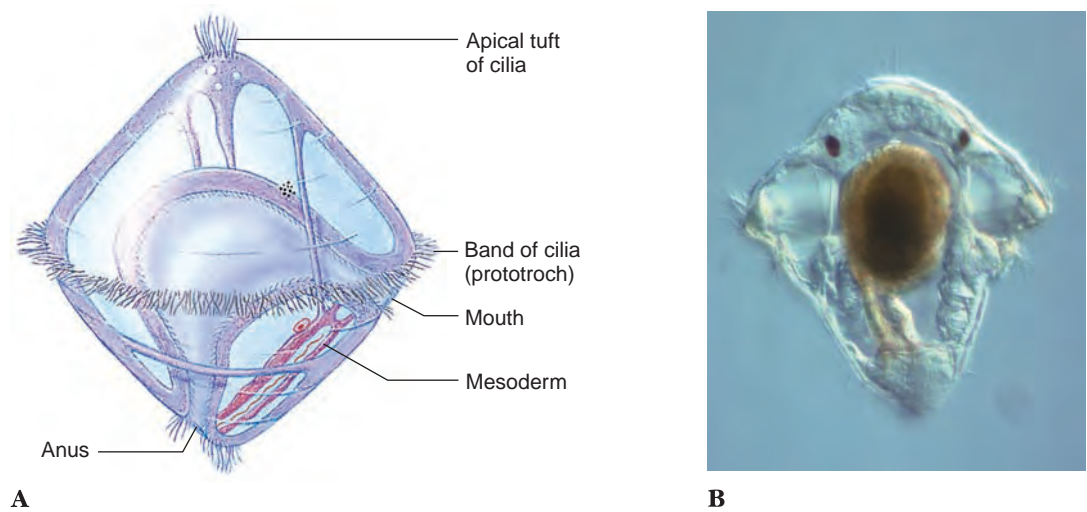 Apical tuft
of cilia
Band of cilia
(prototroch)
Mouth
Mesoderm
Anus
A
B